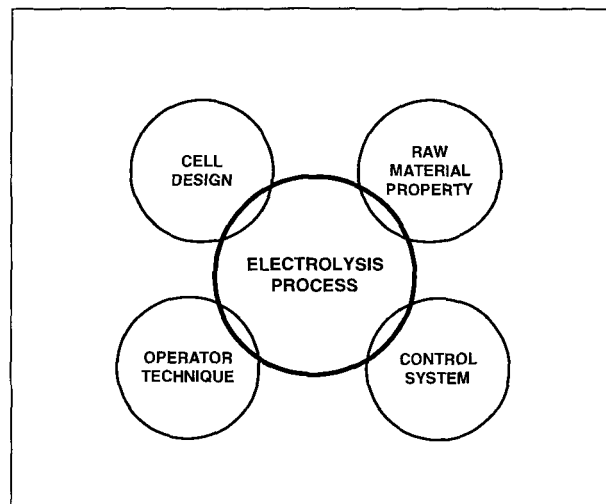 CELL
DESIGN
RAW
MATERIAL
PROPERTY
ELECTROLYSIS
PROCESS
OPERATOR
TECHNIQUE
CONTROL
SYSTEM